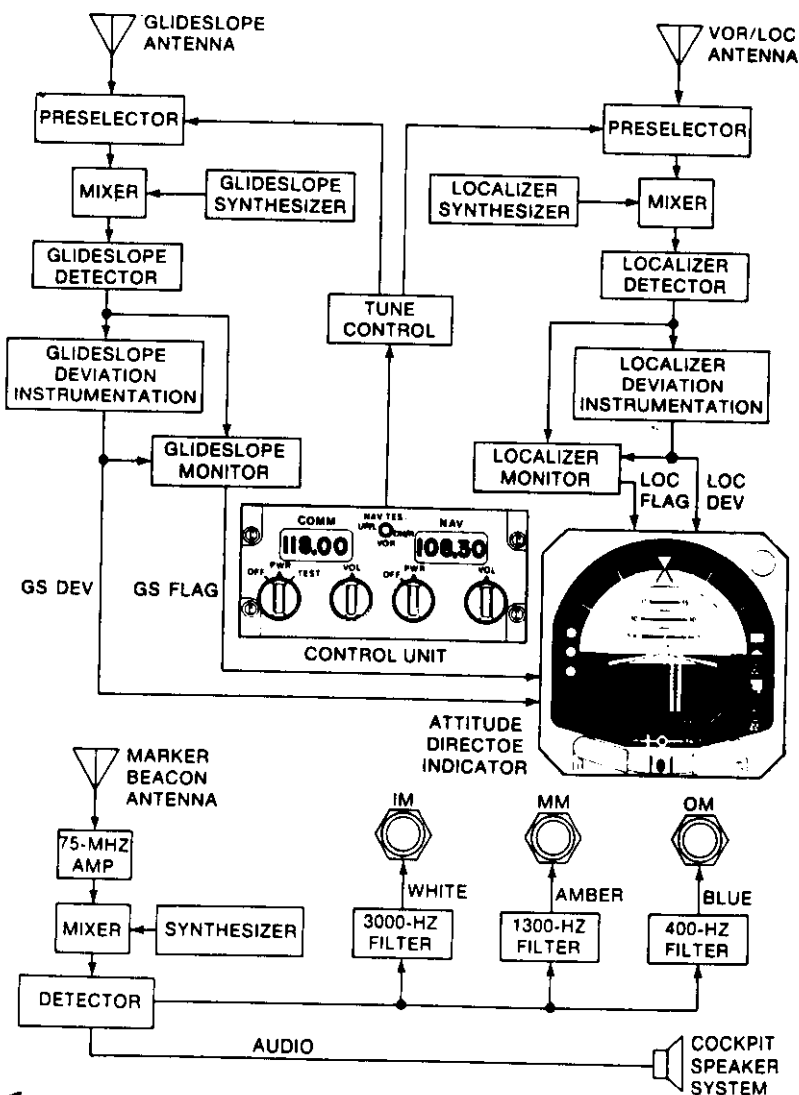 GLIDESLOPE
ANTENNA
VOR/LOC
ANTENNA
PRESELECTOR
PRESELECTOR
MIXER
GLIDESLOPE
SYNTHESIZER
LOCALIZER
SYNTHESIZER
MIXER
GLIDESLOPE
DETECTOR
LOCALIZER
DETECTOR
TUNE
CONTROL
GLIDESLOPE
DEVIATION
INSTRUMENTATION
LOCALIZER
DEVIATION
INSTRUMENTATION
GLIDESLOPE
MONITOR
LOCALIZER
MONITOR
LOC
FLAG
LOC
DEV
COMM
NAV TES.
NAV
VOR
118.00
108.30
OFF
PWR
TEST
VOL
OFF
PWR
VOL
GS DEV
GS FLAG
CONTROL UNIT
ATTITUDE
DIRECTOE
INDICATOR
MARKER
BEACON
ANTENNA
IM
MM
OM
75-MHZ
AMP
WHITE
AMBER
BLUE
MIXER
SYNTHESIZER
3000-HZ
FILTER
1300-HZ
FILTER
400-HZ
FILTER
DETECTOR
AUDIO
COCKPIT
SPEAKER
SYSTEM